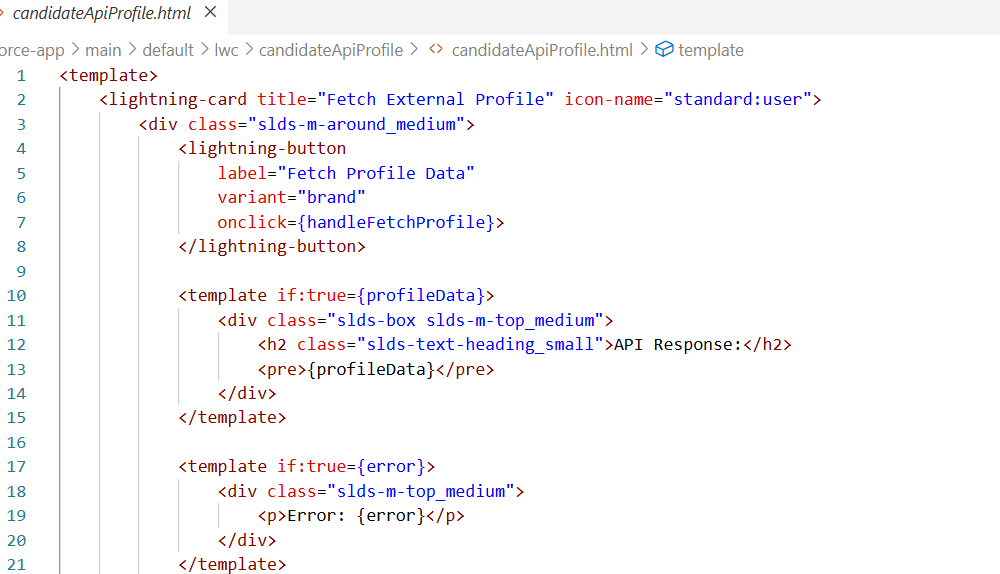 candidateApiProfile.html ×
orce-app > main > default > lwc > candidateApiProfile > <> candidateApiProfile.html > template
1 <template>
2 <lightning-card title="Fetch External Profile" icon-name="standard:user">
3 <div class="slds-m-around_medium">
4 <lightning-button
5 label="Fetch Profile Data"
6 variant="brand"
7 onclick={handleFetchProfile}>
8 </lightning-button>
9
10 <template if:true={profileData}>
11 <div class="slds-box slds-m-top_medium">
12 <h2 class="slds-text-heading_small">API Response:</h2>
13 <pre>{profileData}</pre>
14 </div>
15 </template>
16
17 <template if:true={error}>
18 <div class="slds-m-top_medium">
19 <p>Error: {error}</p>
20 </div>
21 </template>